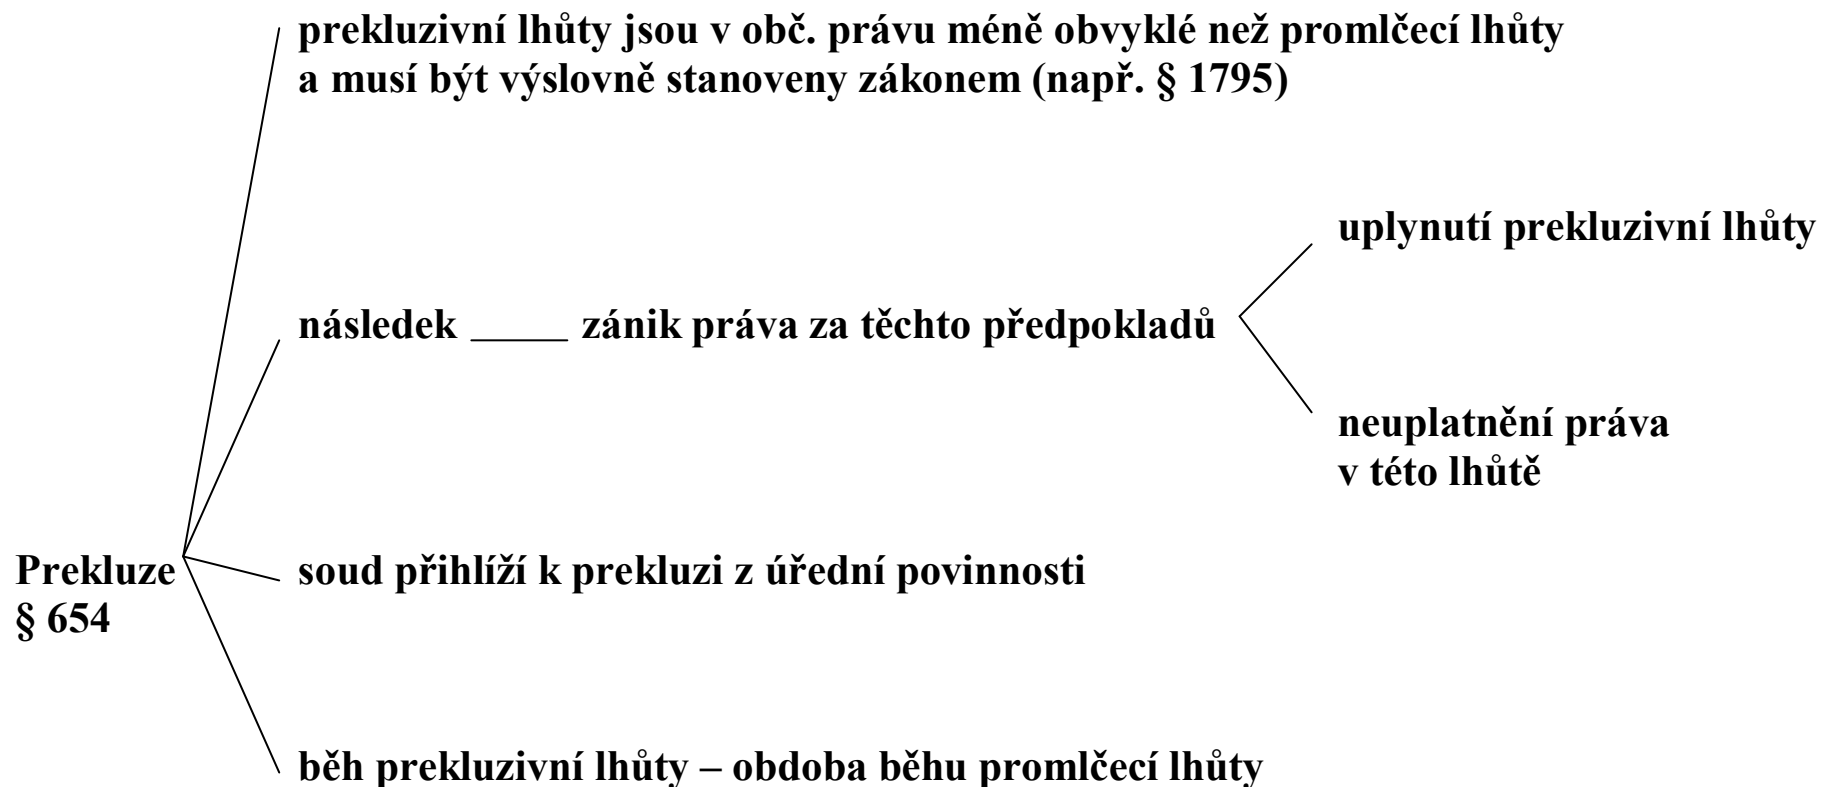 prekluzivní lhůty jsou v obč. právu méně obvyklé než promlčecí lhůty
a musí být výslovně stanoveny zákonem (např. § 1795)
uplynutí prekluzivní lhůty
následek _____ zánik práva za těchto předpokladů
neuplatnění práva
v této lhůtě
Prekluze
§ 654
soud přihlíží k prekluzi z úřední povinnosti
běh prekluzivní lhůty – obdoba běhu promlčecí lhůty